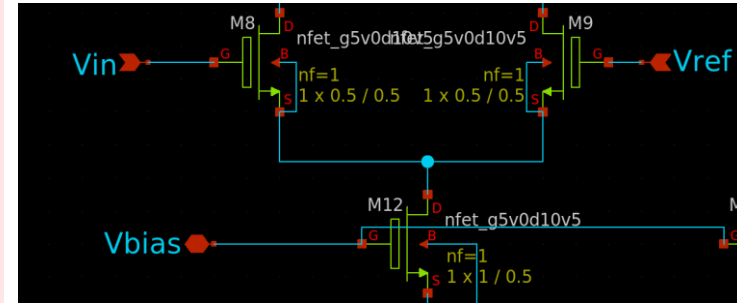 M8
M9
D
D
nfet_g5v0d10v5
nfet_g5v0d10v5
Vin
G
B
B
G
Vref
nf=1
nf=1
1 x 0.5 / 0.5
1 x 0.5 / 0.5
S
S
M12
D
nfet_g5v0d10v5
Vbias
G
B
G
nf=1
1 x 1 / 0.5
S